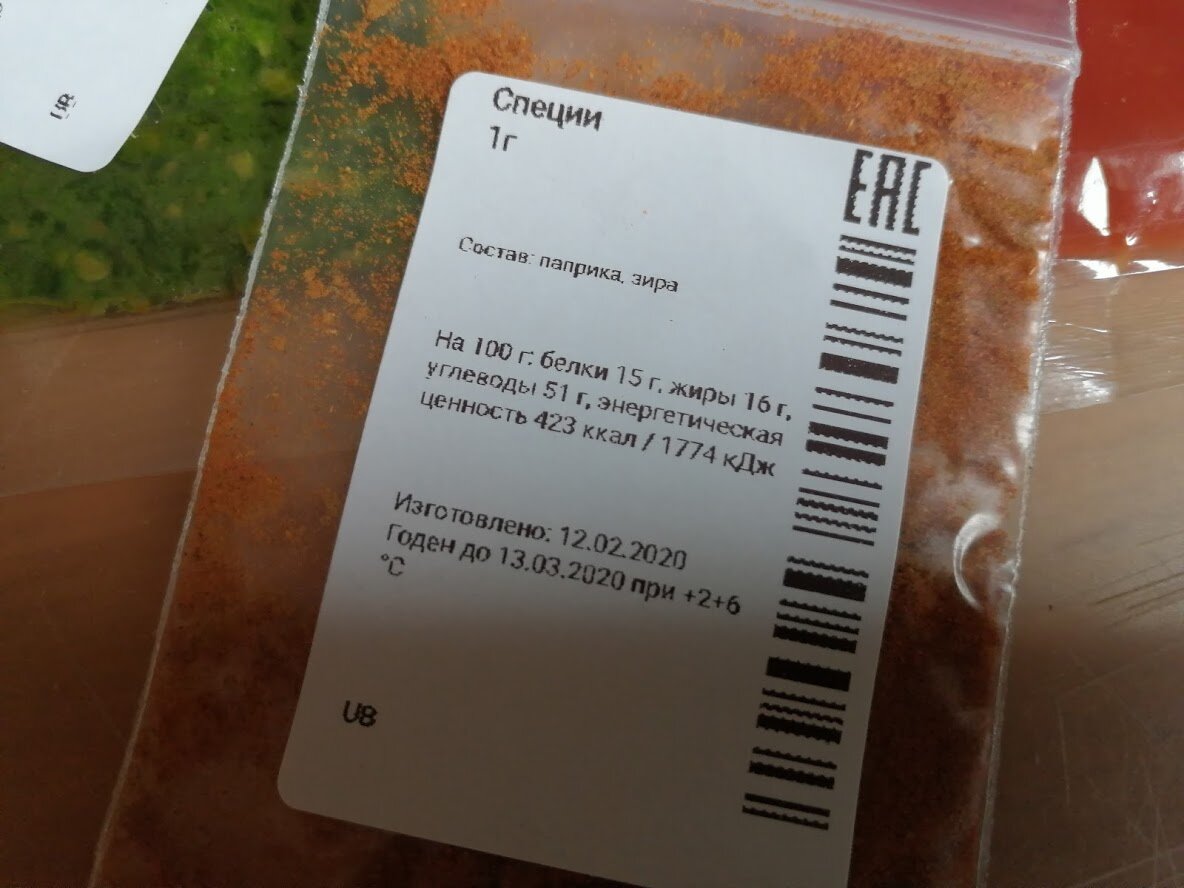 Специи
1г
EAC
Состав: паприка, зира
На 100 г: белки 15 г, жиры 16 г,
углеводы 51 г, энергетическая
ценность 423 ккал / 1774 кДж
Изготовлено: 12.02.2020
Годен до 13.03.2020 при +2+6
°C
U8